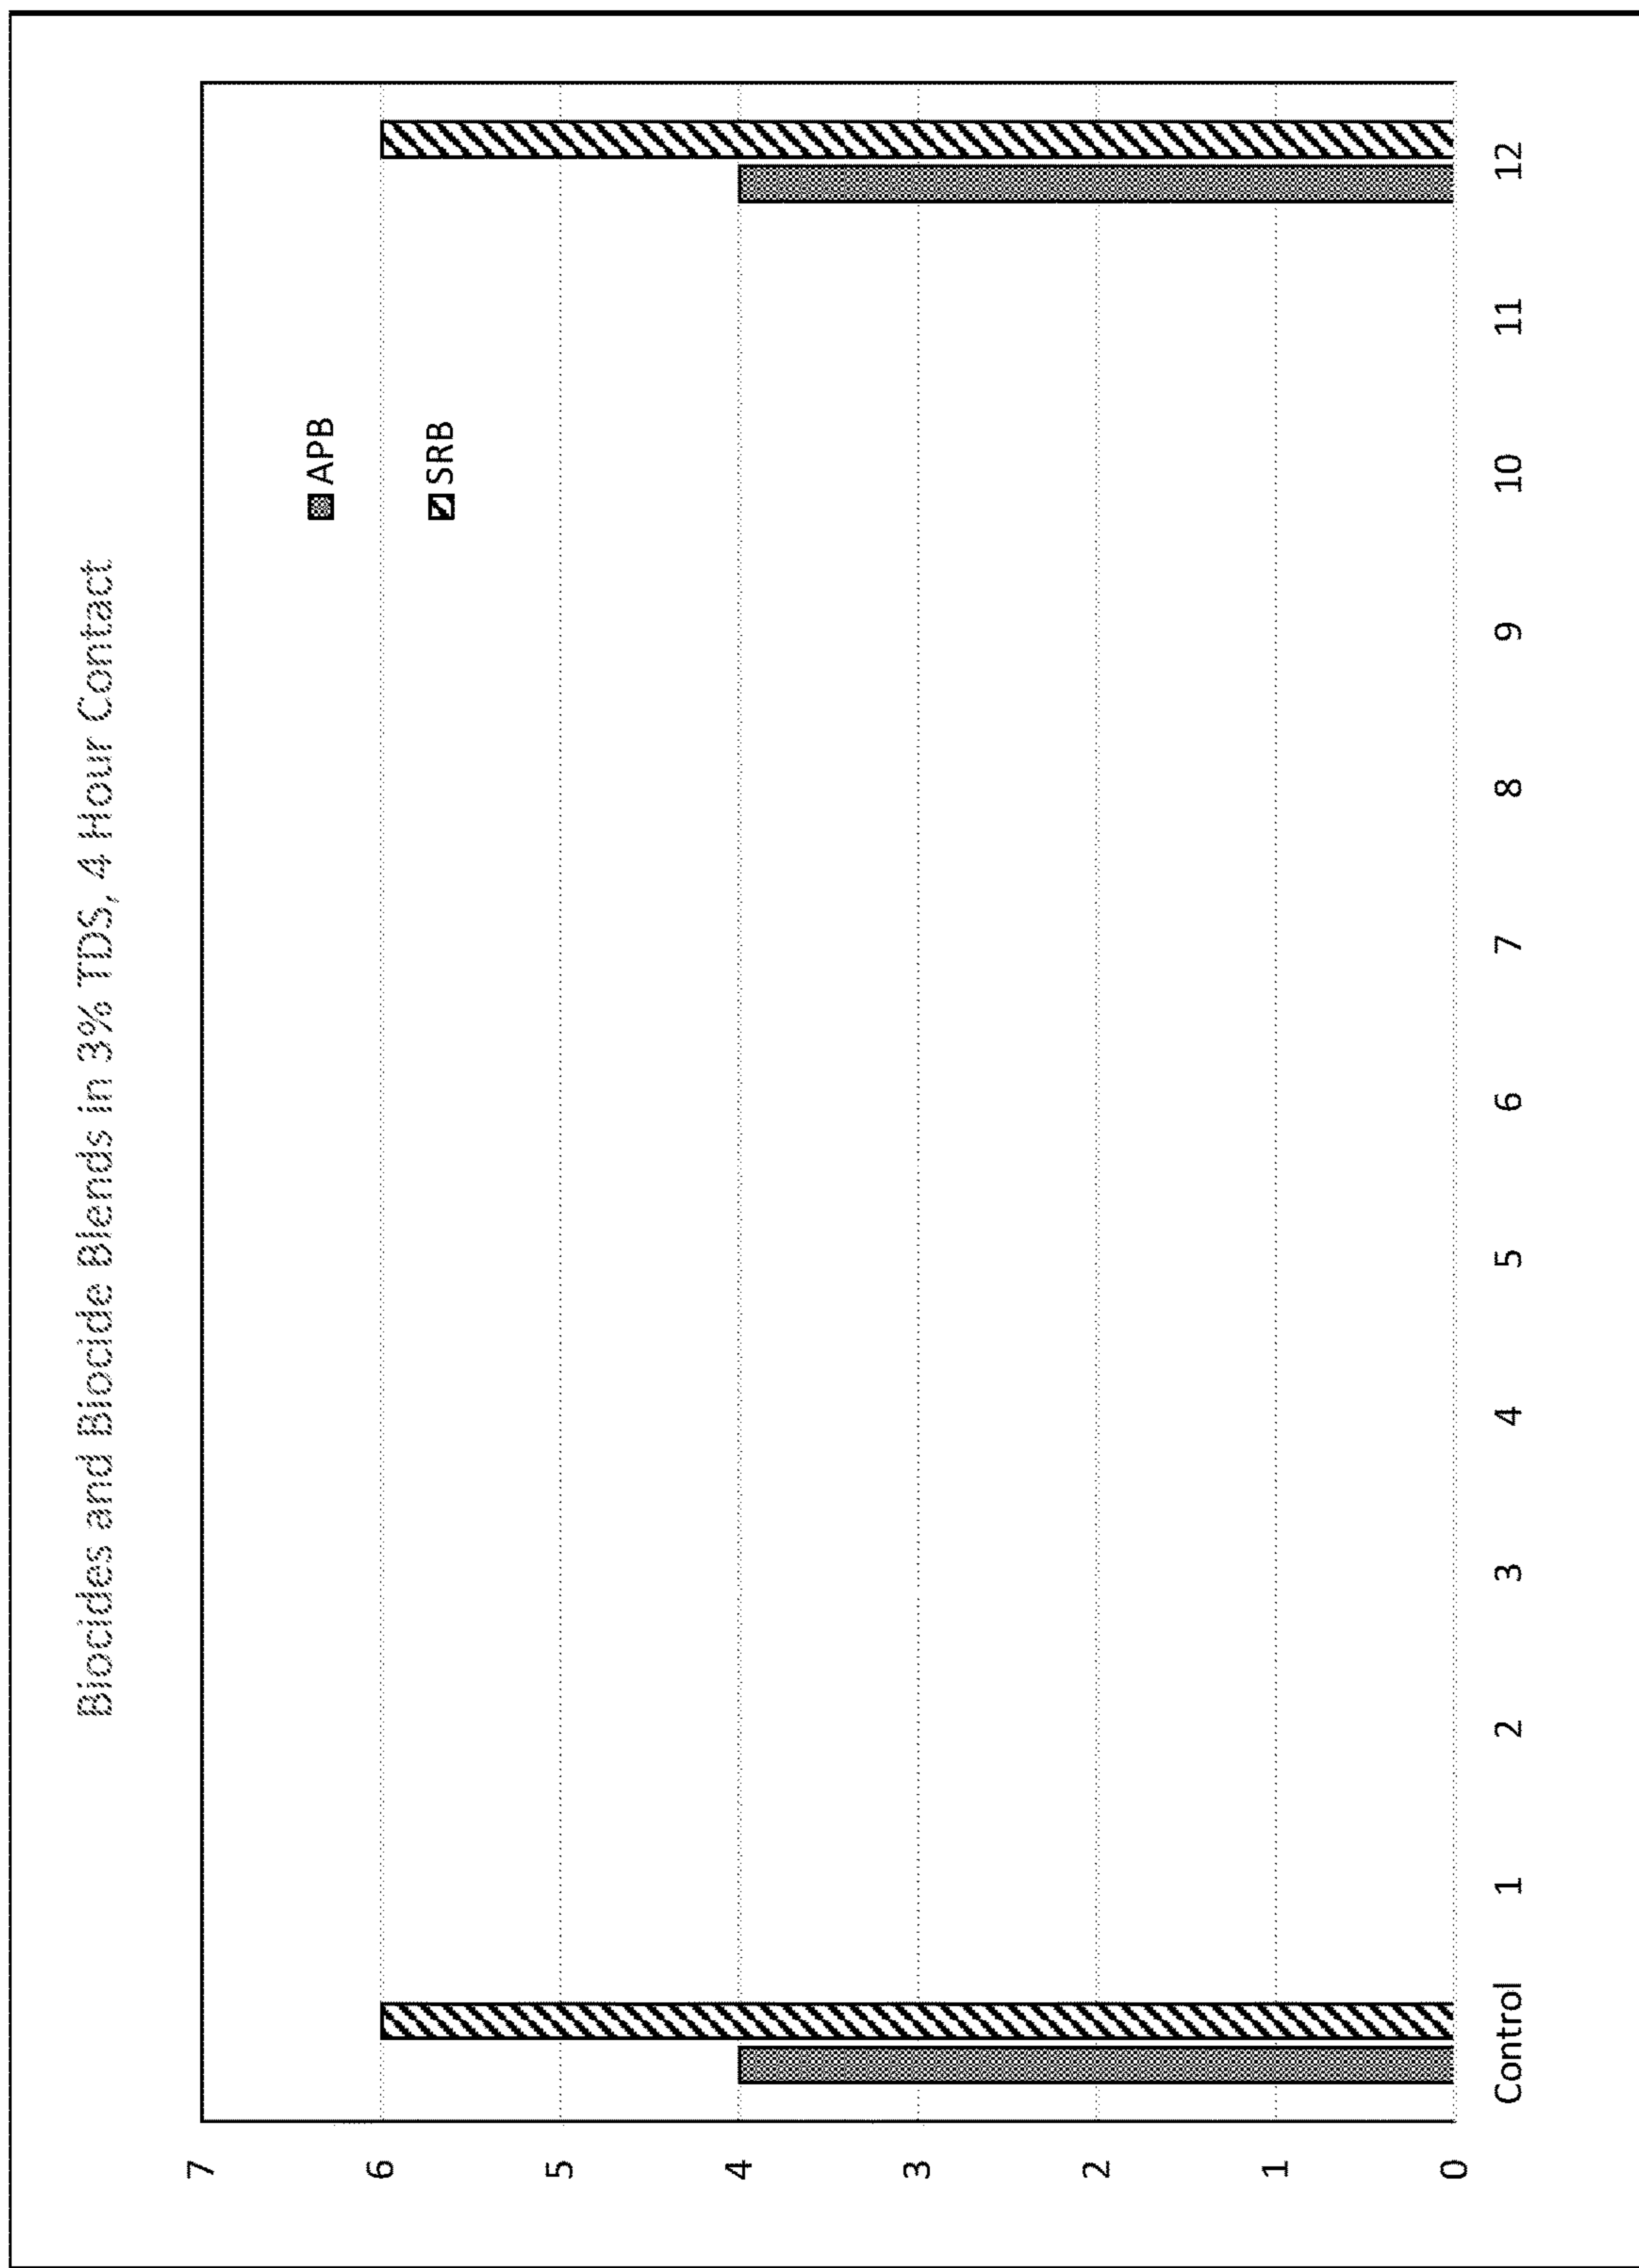 Biocides and Biocide Blends in 3% TDS, 4 Hour Contact
7
6
5
4
3
2
1
0
APB
SRB
Control 1 2 3 4 5 6 7 8 9 10 11 12